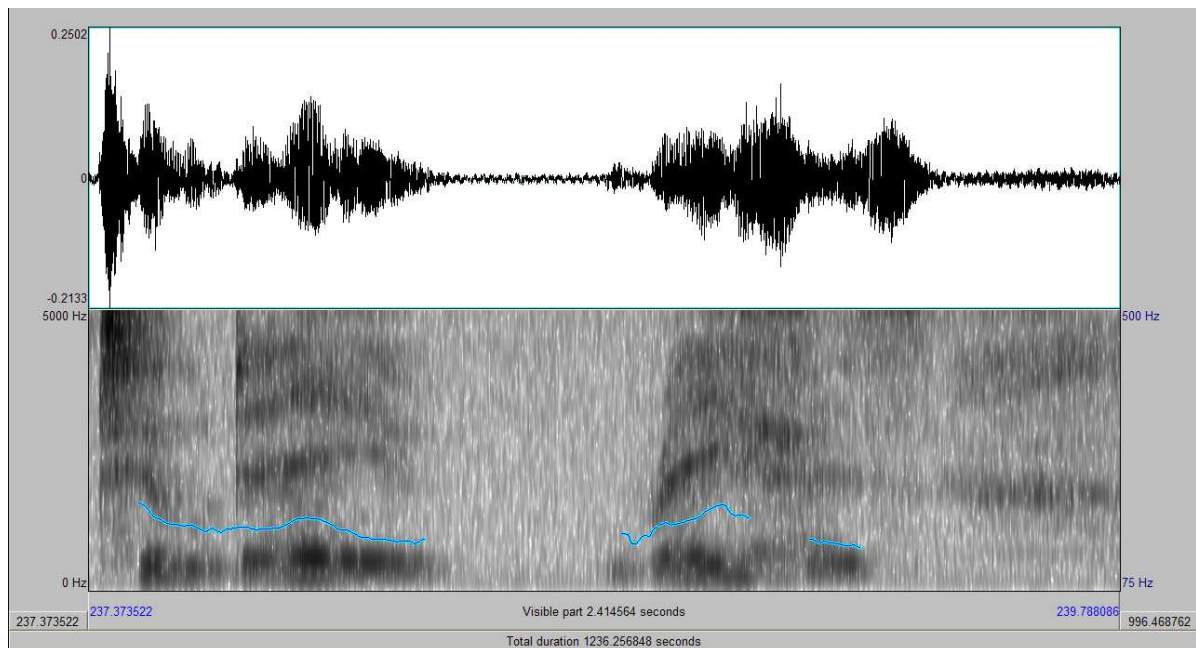 0.2502
0
-0.2133
5000 Hz 500 Hz
0 Hz 75 Hz
237.373522 Visible part 2.414564 seconds 239.788086
237.373522 996.468762
Total duration 1236.256848 seconds